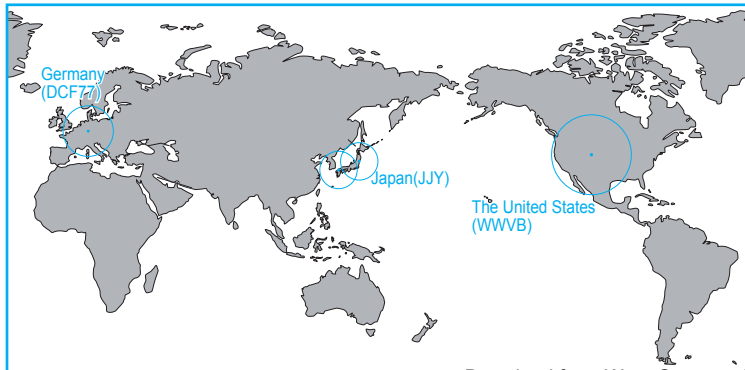 Germany
(DCF77)
Japan(JJY)
The United States
(WWVB)